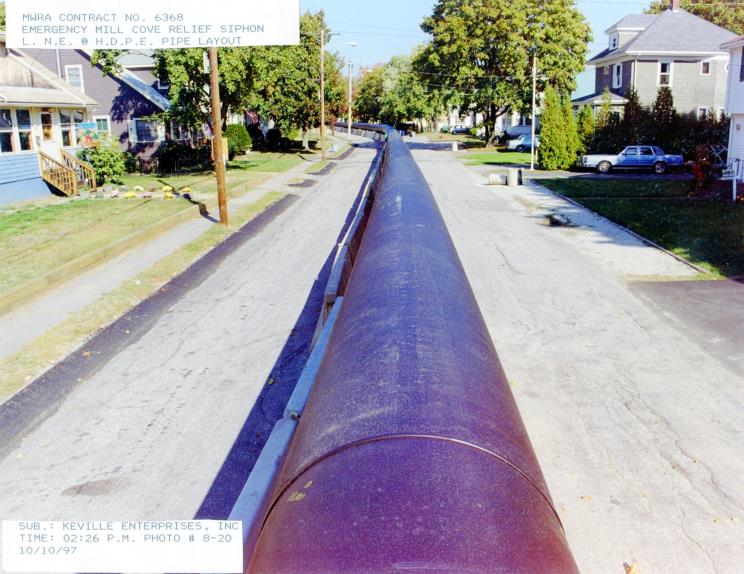 MWRA CONTRACT NO. 6368
EMERGENCY MILL COVE RELIEF SIPHON
L. N.E. @ H.D.P.E. PIPE LAYOUT
SUB.: KEVILLE ENTERPRISES, INC
TIME: 02:26 P.M. PHOTO # 8-20
10/10/97